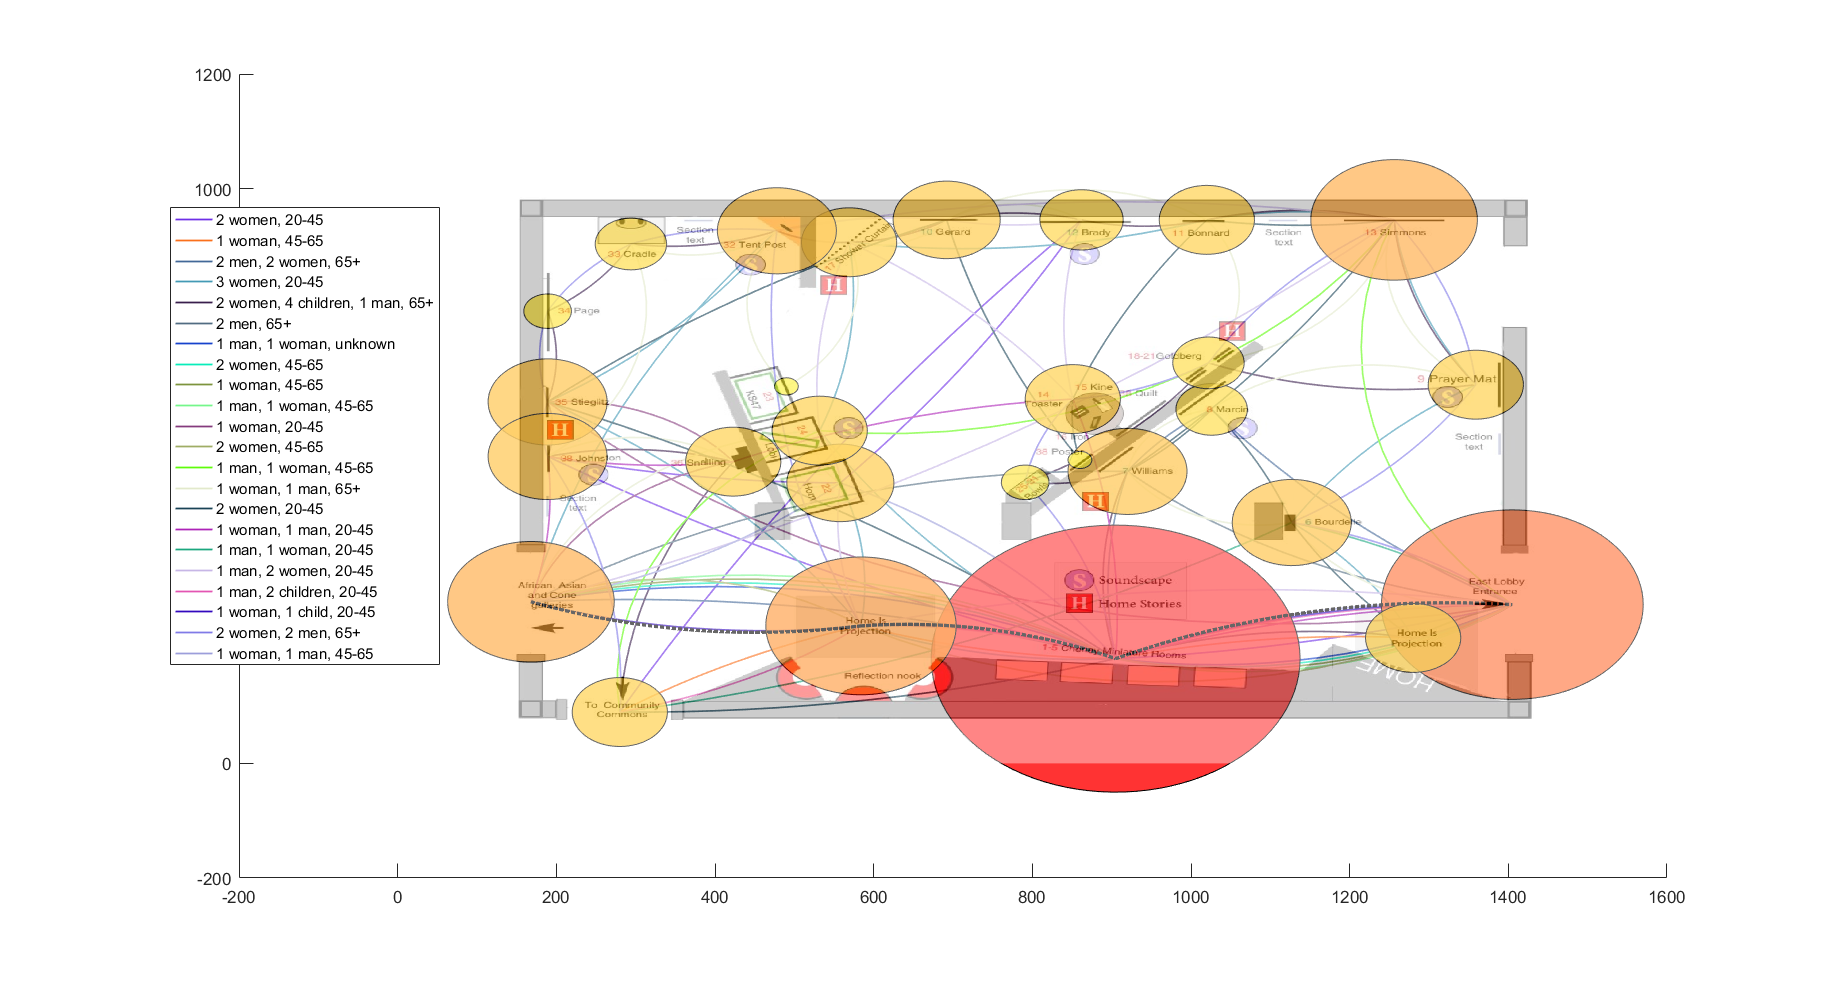 1200
1000
0
-200
-200
0
200
400
600
800
1000
1200
1400
1600
2 women, 20-45
1 woman, 45-65
2 men, 2 women, 65+
3 women, 20-45
2 women, 4 children, 1 man, 65+
2 men, 65+
1 man, 1 woman, unknown
2 women, 45-65
1 woman, 45-65
1 man, 1 woman, 45-65
1 woman, 20-45
2 women, 45-65
1 man, 1 woman, 45-65
1 woman, 1 man, 65+
2 women, 20-45
1 woman, 1 man, 20-45
1 man, 1 woman, 20-45
1 man, 2 women, 20-45
1 man, 2 children, 20-45
1 woman, 1 child, 20-45
2 women, 2 men, 65+
1 woman, 1 man, 45-65
33 Cradle
Section
text
32 Tent Post
S
Shower Curtain
H
10 Gerard
12 Brady
S
11 Bonnard
Section
text
13 Simmons
34 Page
H
18-21 Goldberg
9 Prayer Mat
S
Section
text
35 Stieglitz
H
38 Johnston
S
Section
text
Snelling
KS47
23
24
S
22
14
Toaster
15 Kine
Quilt
Iron
8 Marcin
S
38 Poster
7 Williams
H
6 Bourdelle
African, Asian
and Cone
galleries
Home Is
Projection
S Soundscape
H Home Stories
East Lobby
Entrance
Home Is
Projection
1-5 Chubby Miniature Rooms
Reflection nook
HOME
To Community
Commons